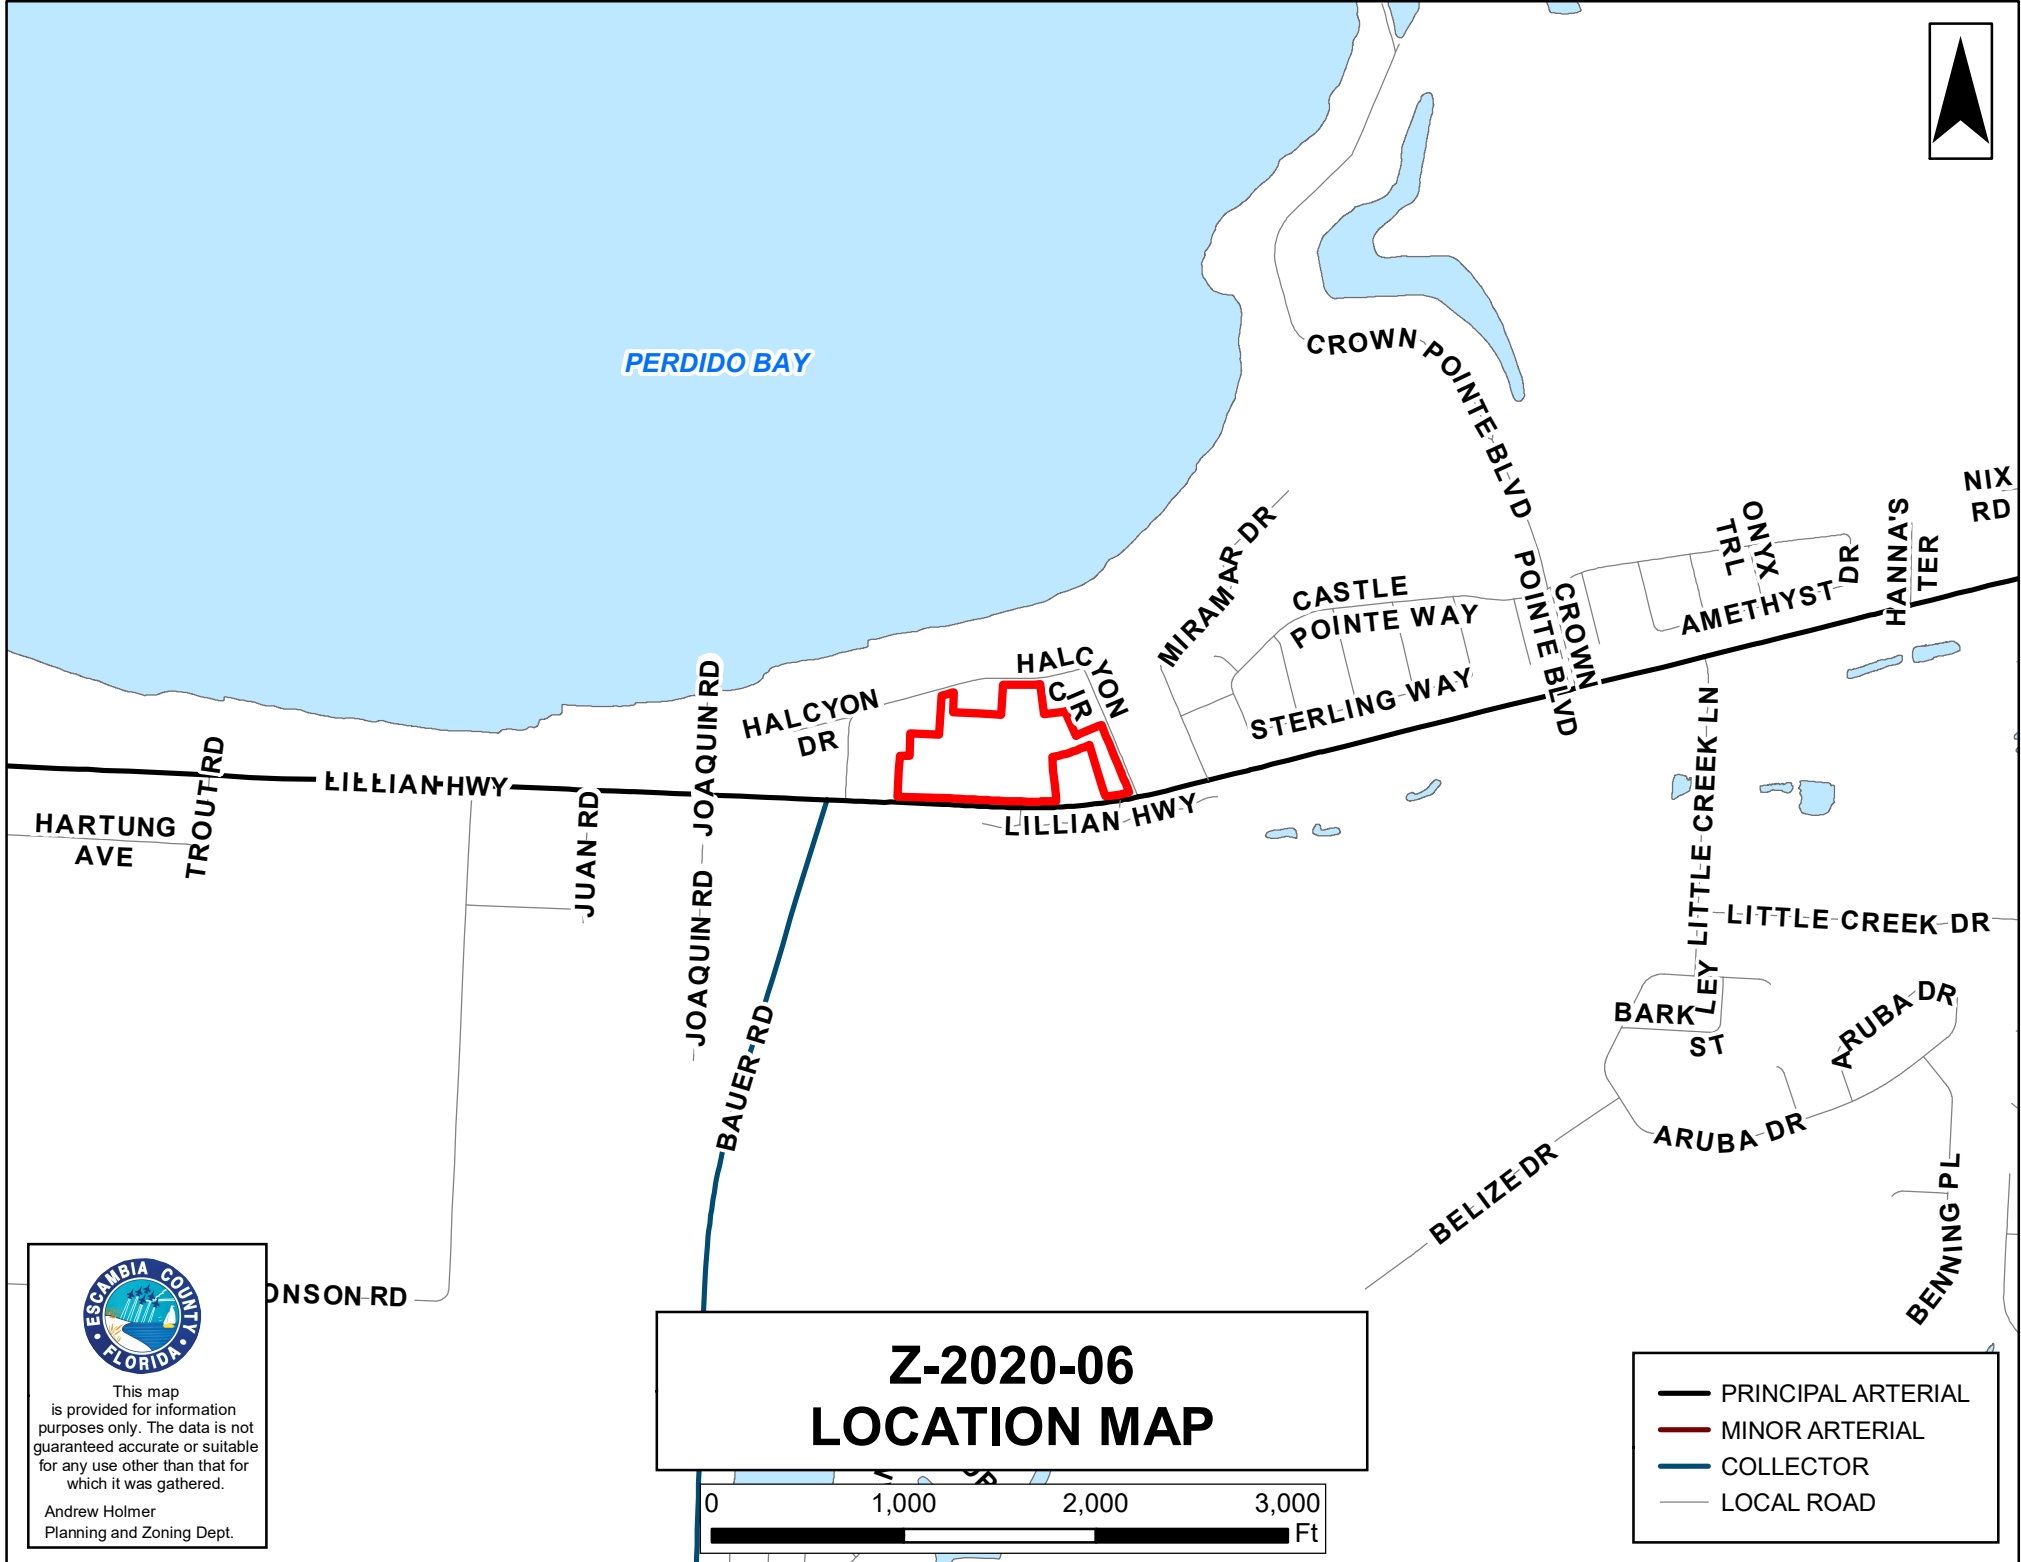 PERDIDO BAY
CROWN POINTE BLVD
NIX
RD
ONYX
TRL
HANNA'S
TER
MIRAMAR DR
CASTLE
POINTE WAY
CROWN
POINTE BLVD
AMETHYST DR
HALCYON
CIR
HALCYON
DR
STERLING WAY
JOAQUIN RD
TROUT RD
LILLIAN HWY
LILLIAN HWY
JUAN RD
HARTUNG
AVE
LITTLE CREEK LN
JOAQUIN RD
LITTLE CREEK DR
BARK LEY
ST
ARUBA DR
BAUER RD
ARUBA DR
BELIZE DR
BENNING PL
ONSON RD
ESCAMBIA COUNTY
FLORIDA
This map
is provided for information
purposes only. The data is not
guaranteed accurate or suitable
for any use other than that for
which it was gathered.
Andrew Holmer
Planning and Zoning Dept.
Z-2020-06
LOCATION MAP
0 1,000 2,000 3,000
Ft
PRINCIPAL ARTERIAL
MINOR ARTERIAL
COLLECTOR
LOCAL ROAD